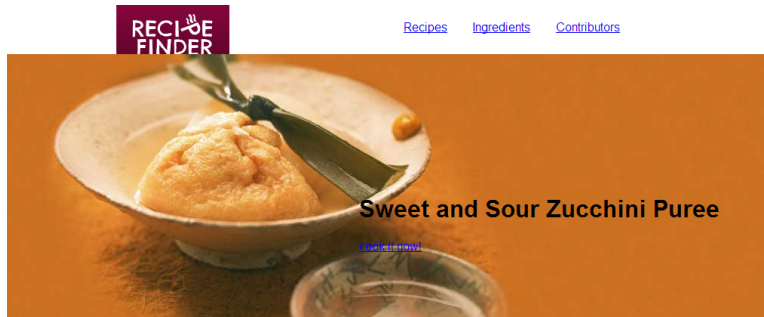 RECIPE
FINDER
Recipes Ingredients Contributors
Sweet and Sour Zucchini Puree
cook it now!